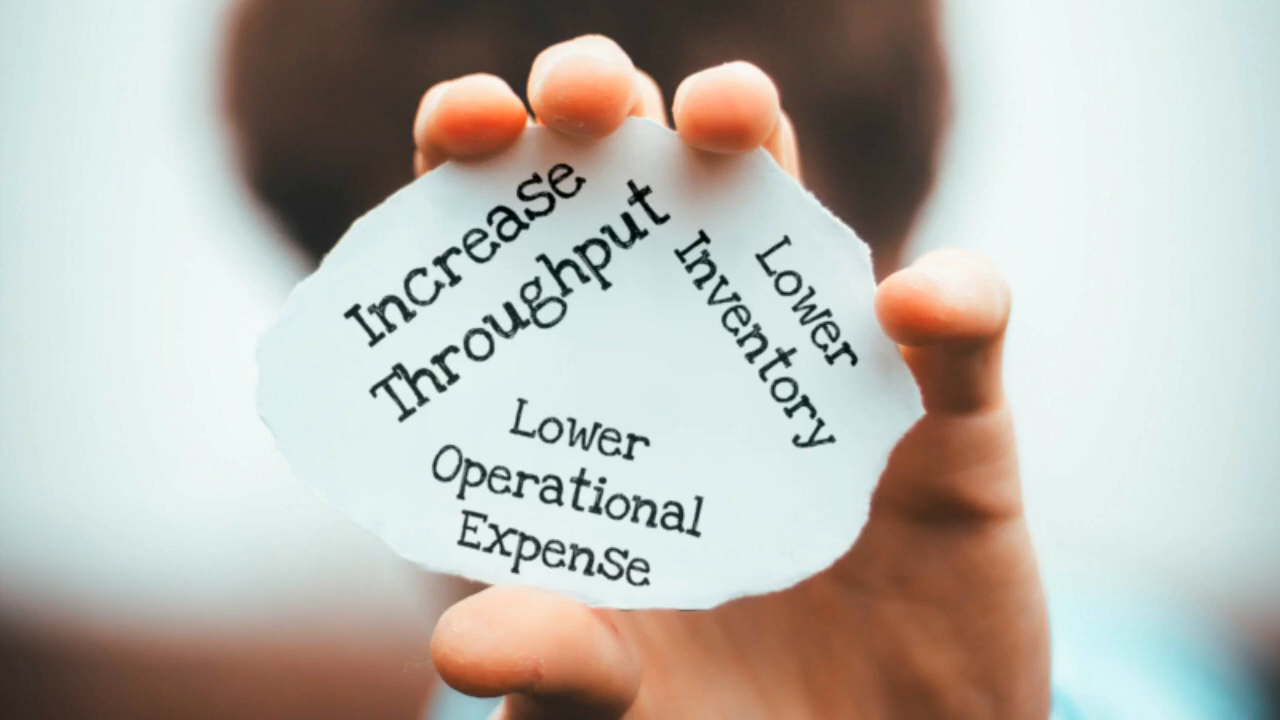 Increase
Throughput
Lower
Inventory
Lower
Operational
Expense